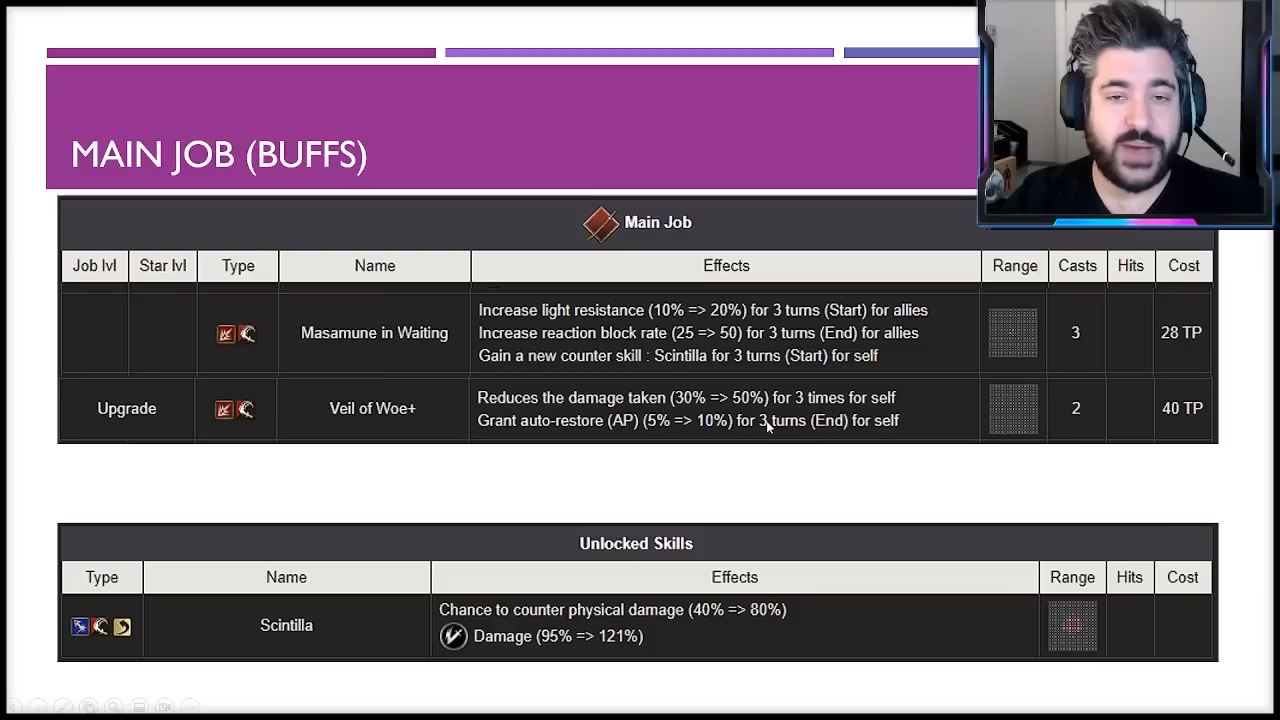 MAIN JOB (BUFFS)
Main Job
Job lvl Star lvl Type Name Effects Range Casts Hits Cost
Increase light resistance (10% => 20%) for 3 turns (Start) for allies
Masamune in Waiting Increase reaction block rate (25 => 50) for 3 turns (End) for allies 3 28 TP
Gain a new counter skill : Scintilla for 3 turns (Start) for self
Reduces the damage taken (30% => 50%) for 3 times for self
Upgrade Veil of Woe+ 2 40 TP
Grant auto-restore (AP) (5% => 10%) for 3 turns (End) for self
Unlocked Skills
Type Name Effects Range Hits Cost
Chance to counter physical damage (40% => 80%)
Scintilla
Damage (95% => 121%)